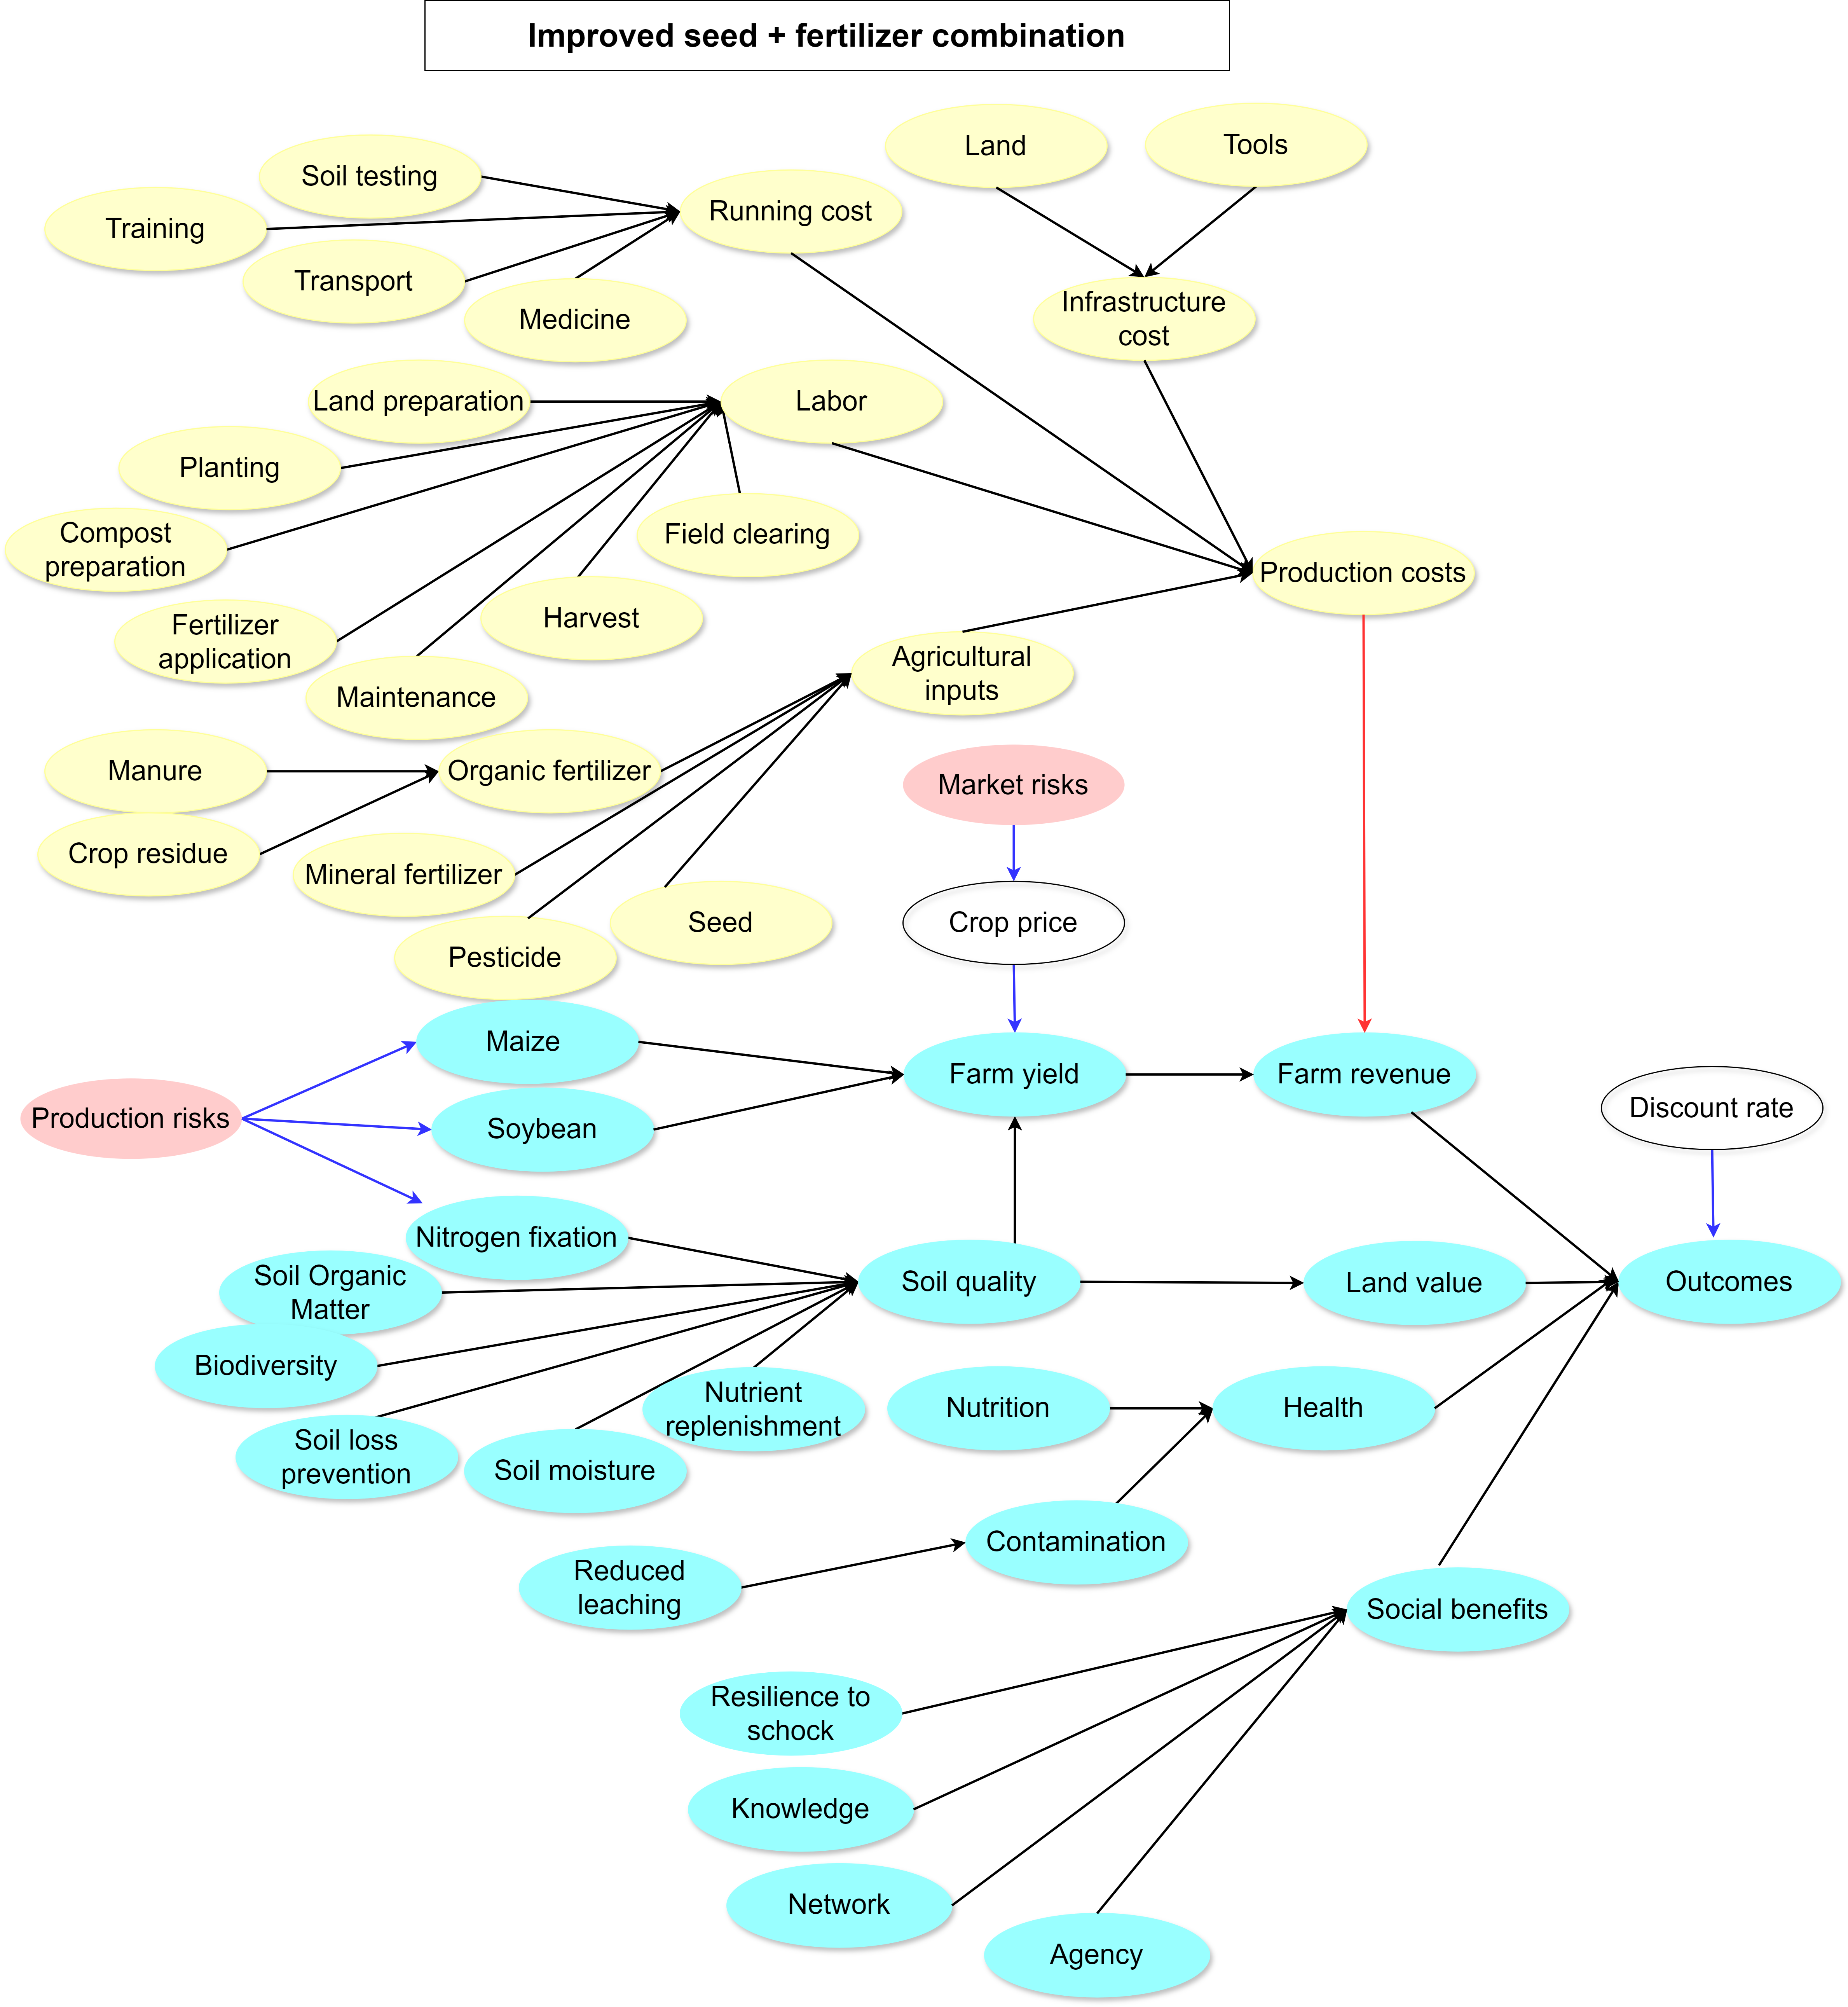 Improved seed + fertilizer combination
Land
Tools
Soil testing
Running cost
Training
Transport
Medicine
Infrastructure
cost
Land preparation
Labor
Planting
Compost
preparation
Field clearing
Production costs
Fertilizer
application
Harvest
Maintenance
Agricultural
inputs
Manure
Organic fertilizer
Market risks
Crop residue
Mineral fertilizer
Seed
Crop price
Pesticide
Maize
Farm yield
Farm revenue
Production risks
Soybean
Discount rate
Nitrogen fixation
Soil Organic
Matter
Soil quality
Land value
Outcomes
Biodiversity
Nutrient
replenishment
Nutrition
Health
Soil loss
prevention
Soil moisture
Contamination
Reduced
leaching
Social benefits
Resilience to
schock
Knowledge
Network
Agency